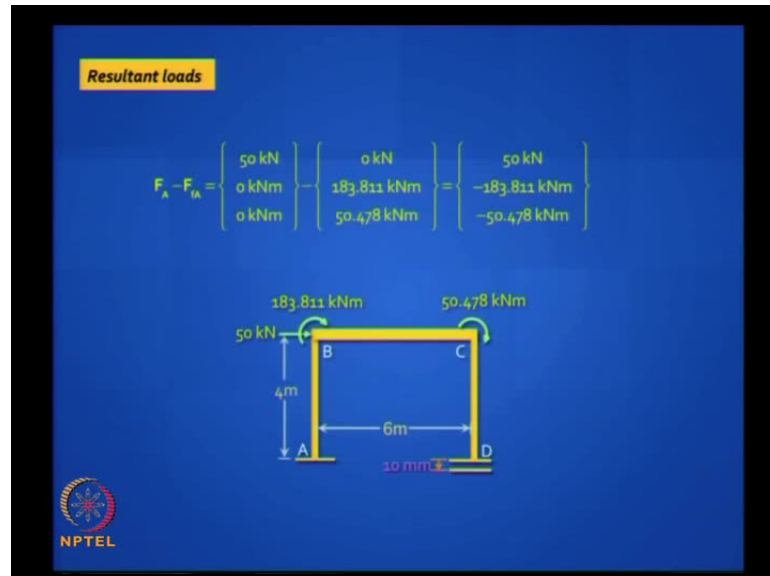 Resultant loads
F_A − F_fA = { 50 kN 0 kNm 0 kNm } − { 0 kN 183.811 kNm 50.478 kNm } = { 50 kN −183.811 kNm −50.478 kNm }
183.811 kNm 50.478 kNm
50 kN
B C
4m
6m
A D
10 mm
NPTEL